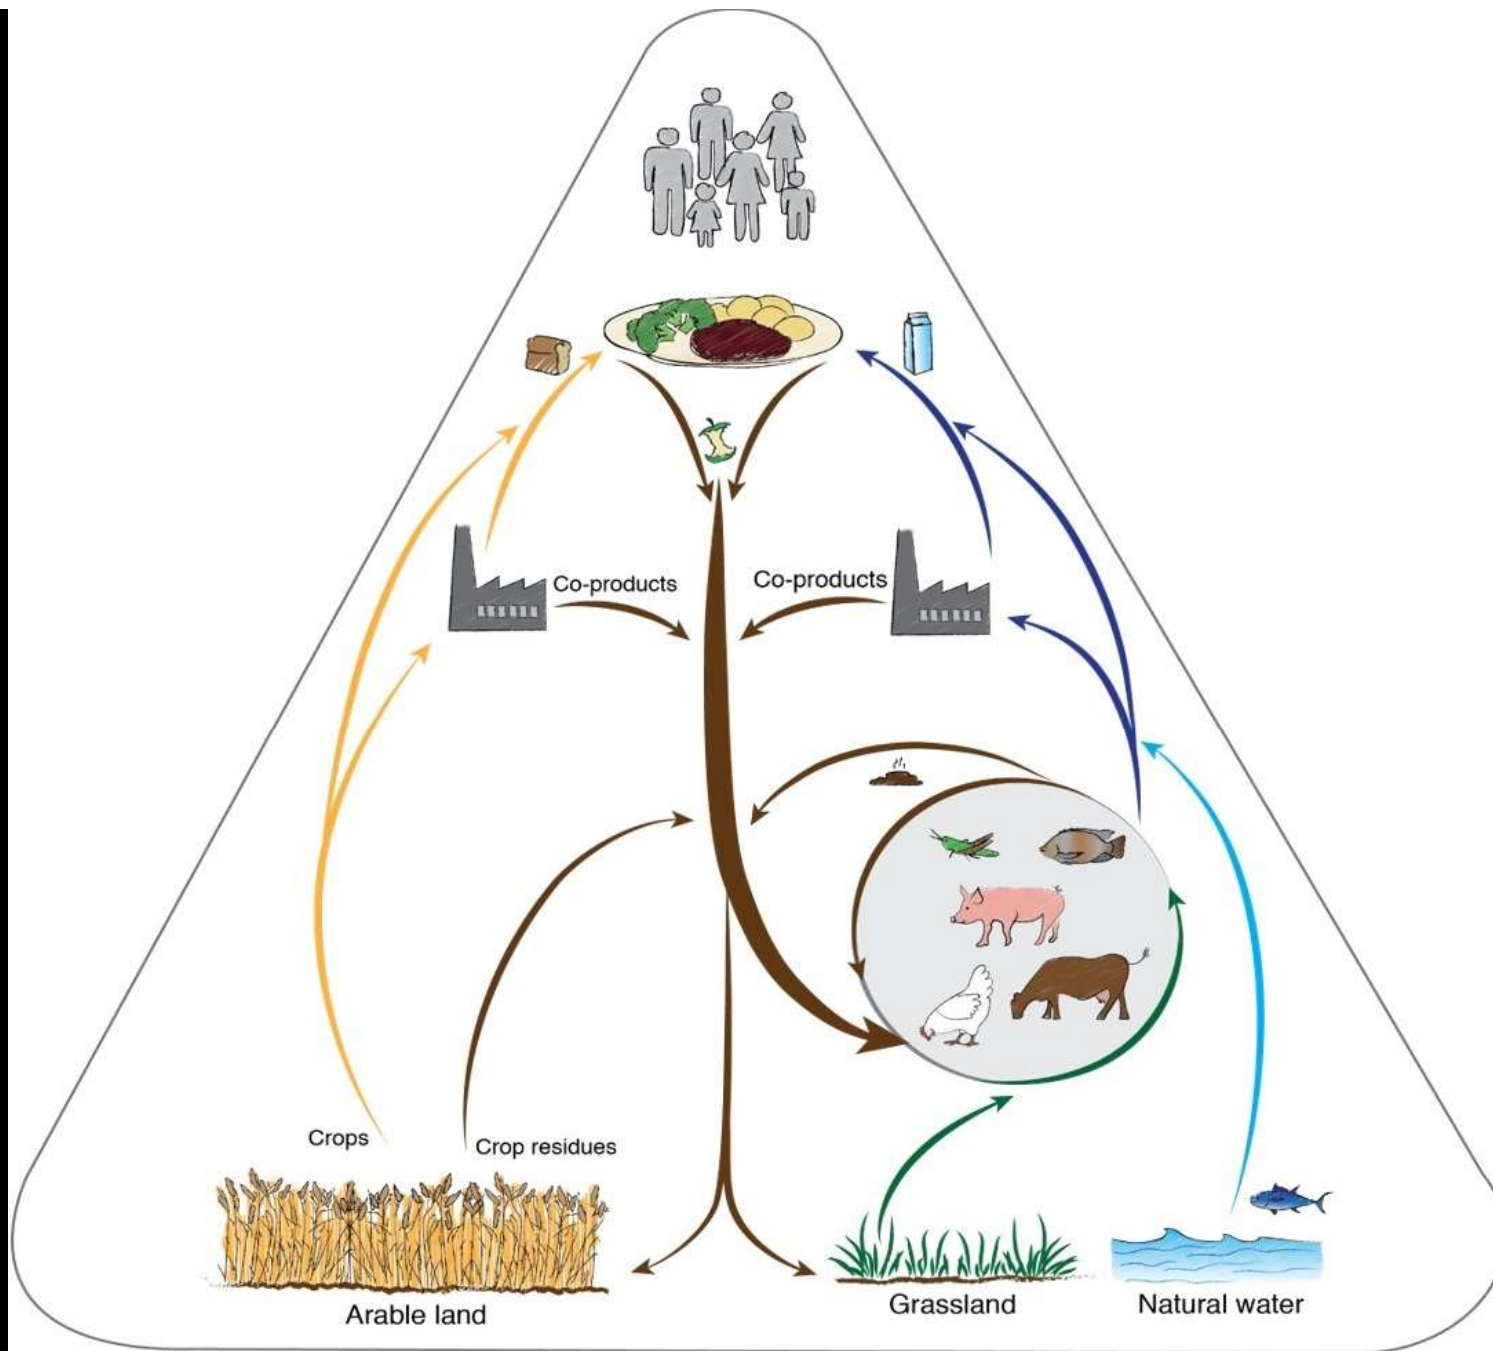 Co-products
Co-products
Crops
Crop residues
Arable land
Grassland
Natural water